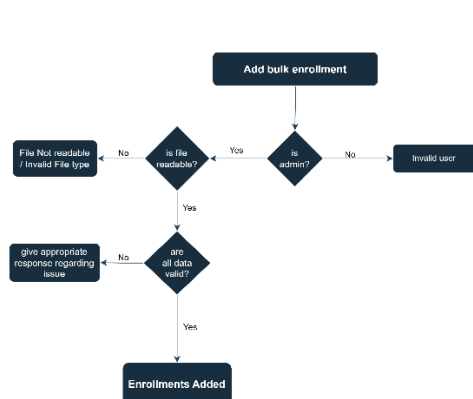 Add bulk enrollment
is
admin?
Yes
No
Invalid user
is file
readable?
No
File Not readable
/ Invalid File type
Yes
are
all data
valid?
No
give appropriate
response regarding
issue
Yes
Enrollments Added